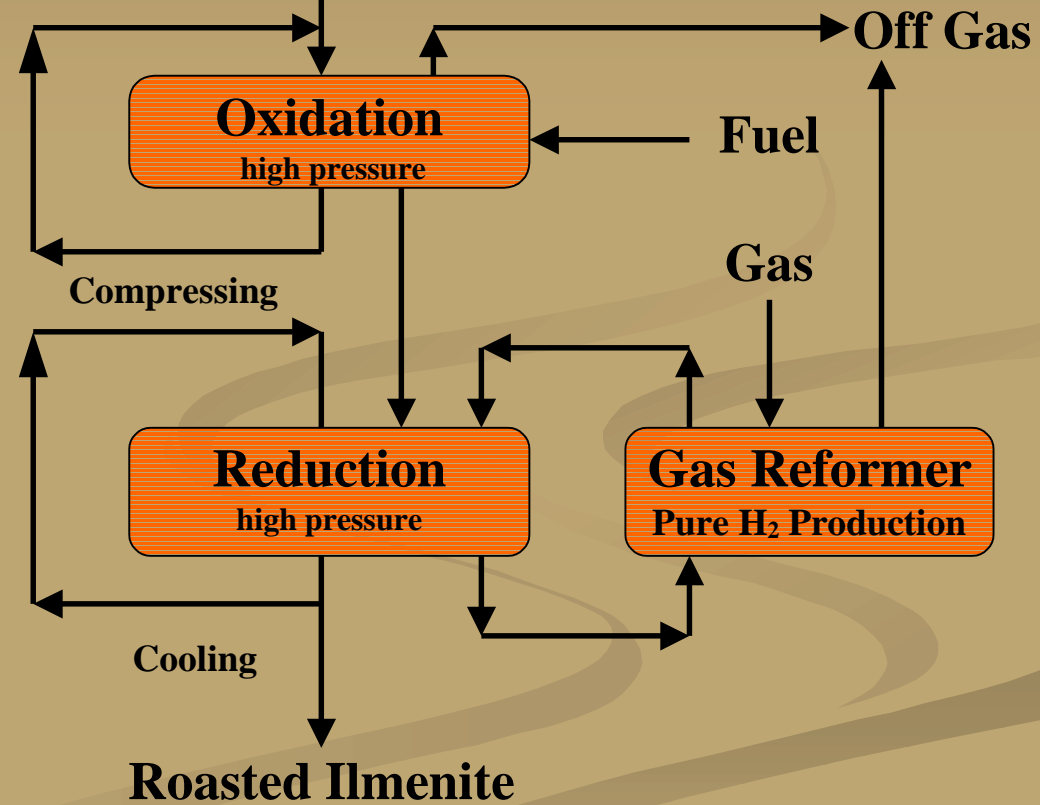 Off Gas
Oxidation
high pressure
Fuel
Gas
Compressing
Reduction
high pressure
Gas Reformer
Pure H₂ Production
Cooling
Roasted Ilmenite